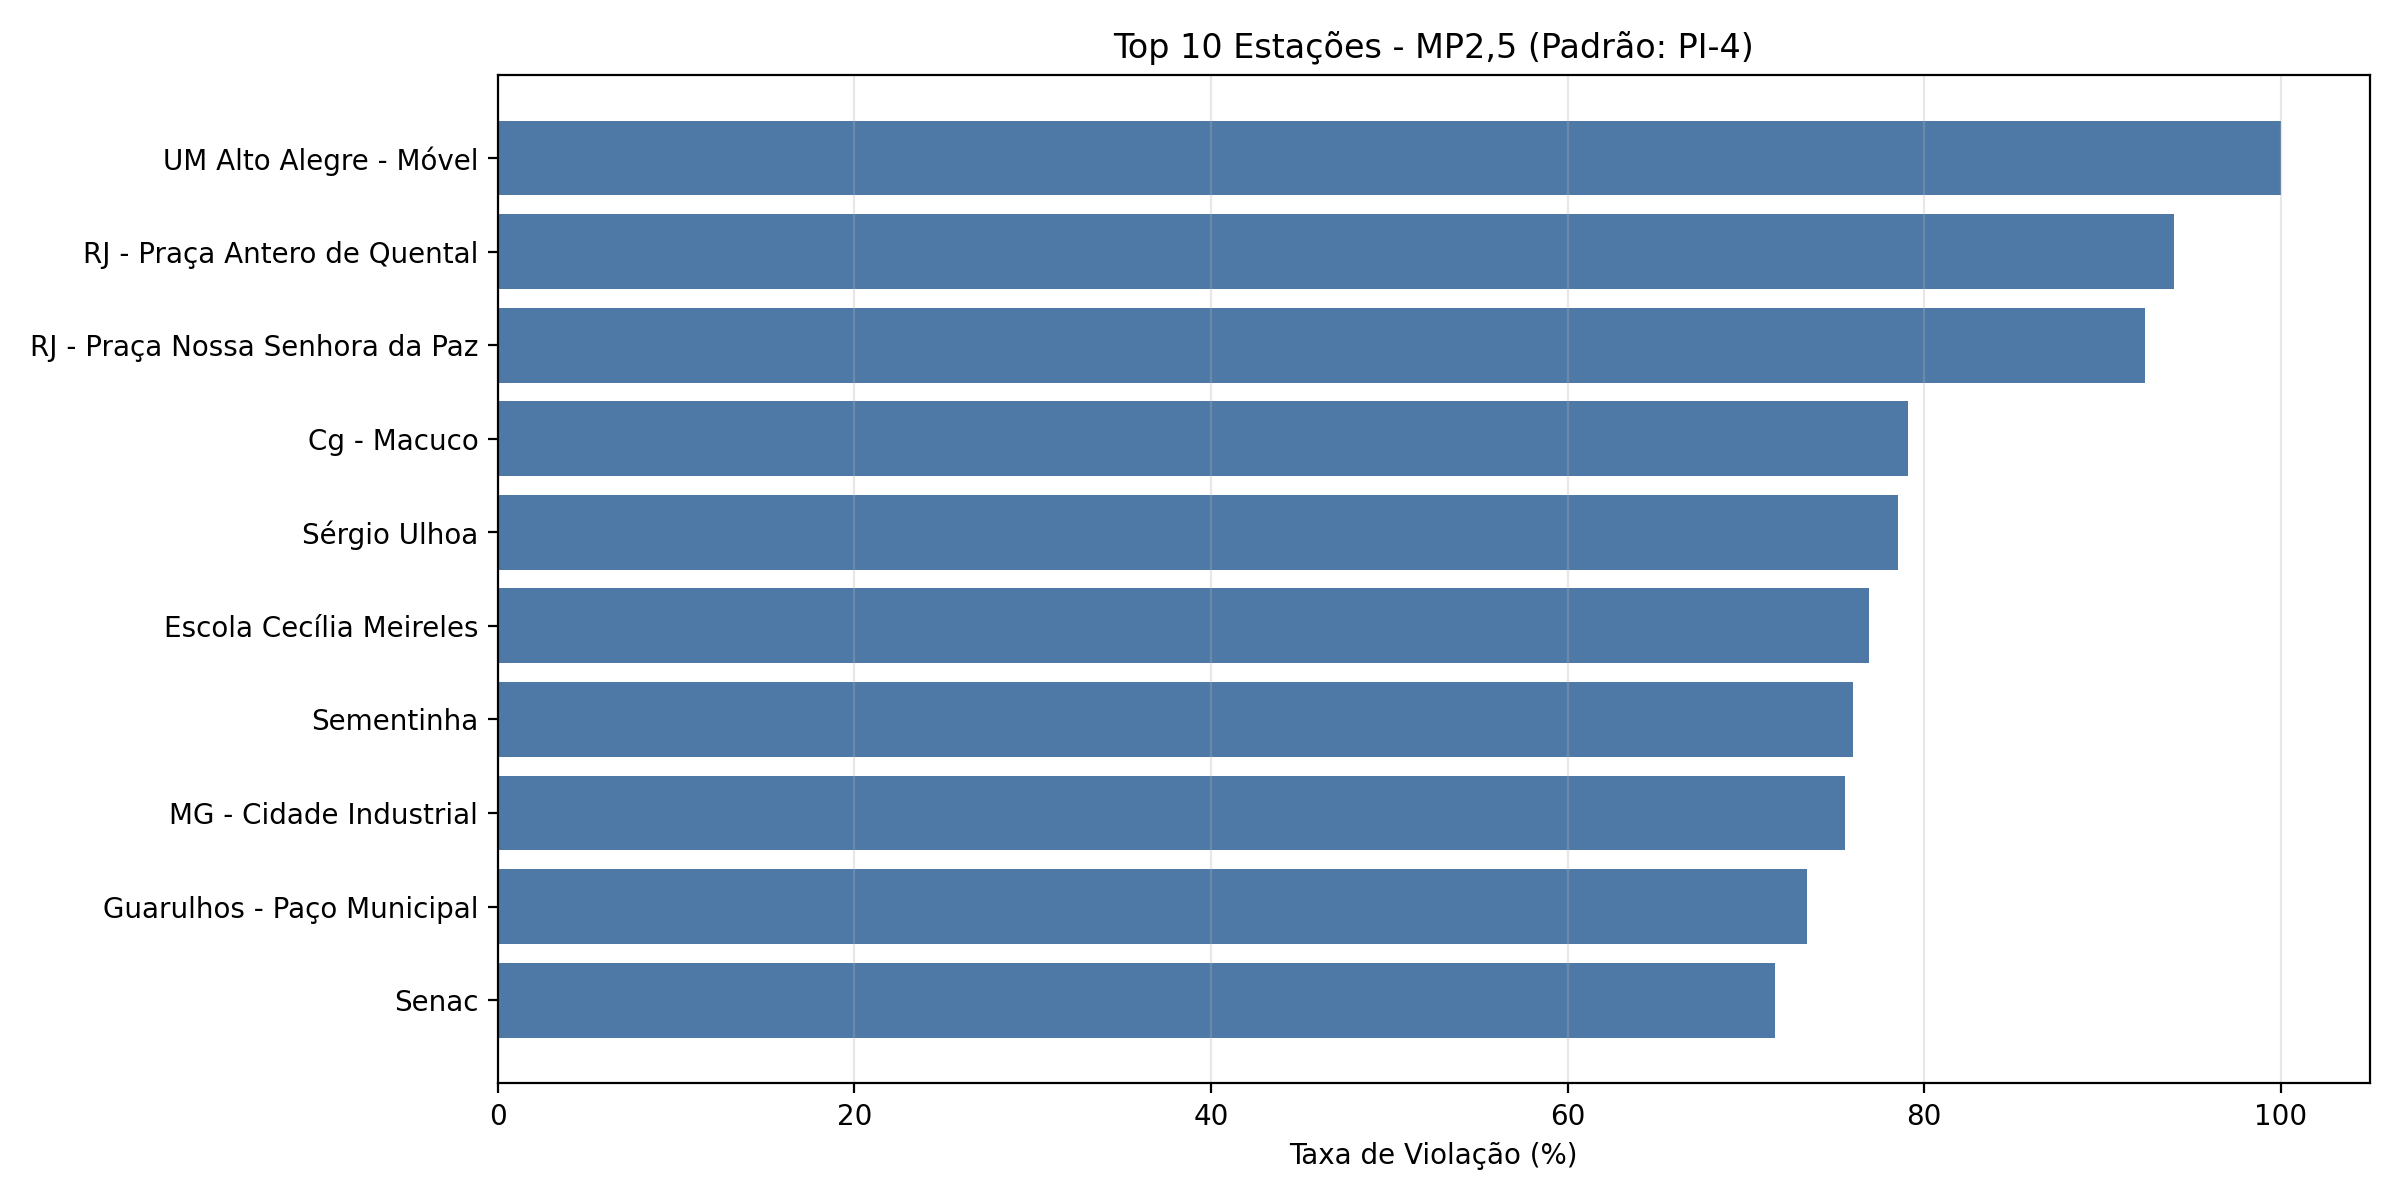 Top 10 Estações - MP2,5 (Padrão: PI-4)
UM Alto Alegre - Móvel
RJ - Praça Antero de Quental
RJ - Praça Nossa Senhora da Paz
Cg - Macuco
Sérgio Ulhoa
Escola Cecília Meireles
Sementinha
MG - Cidade Industrial
Guarulhos - Paço Municipal
Senac
0 20 40 60 80 100
Taxa de Violação (%)